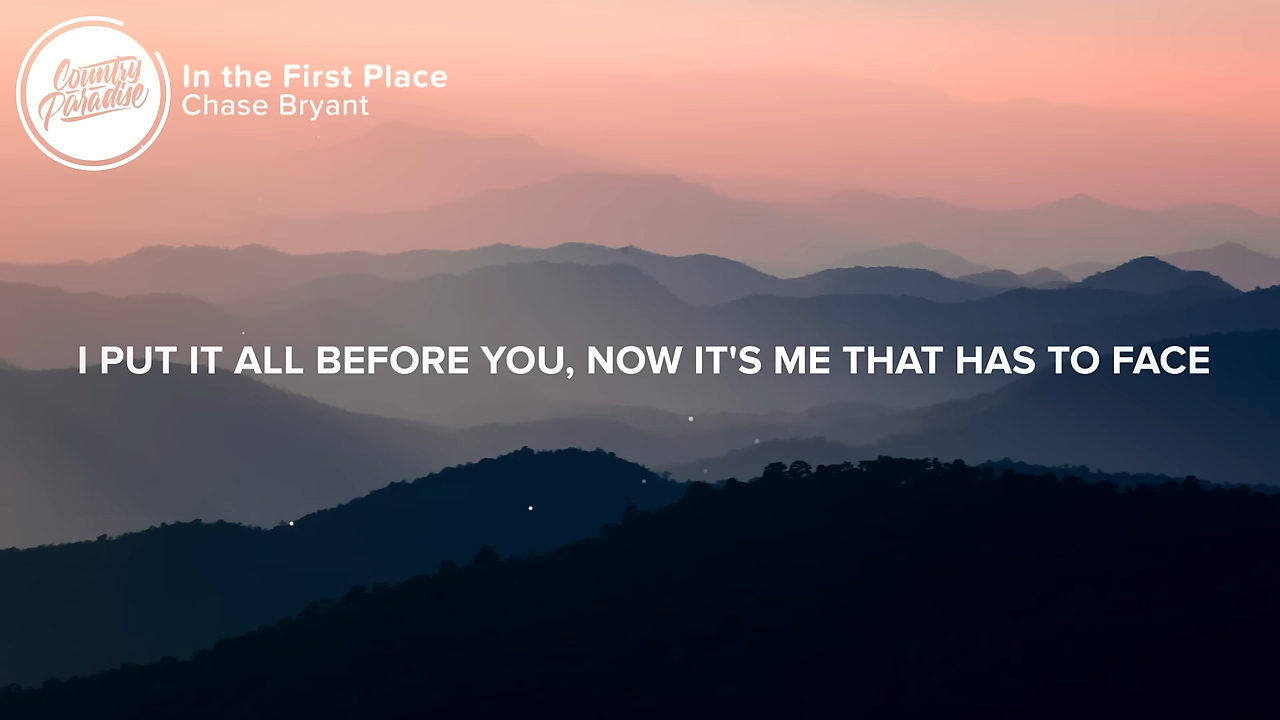 Country
Paradise
In the First Place
Chase Bryant
I PUT IT ALL BEFORE YOU, NOW IT'S ME THAT HAS TO FACE